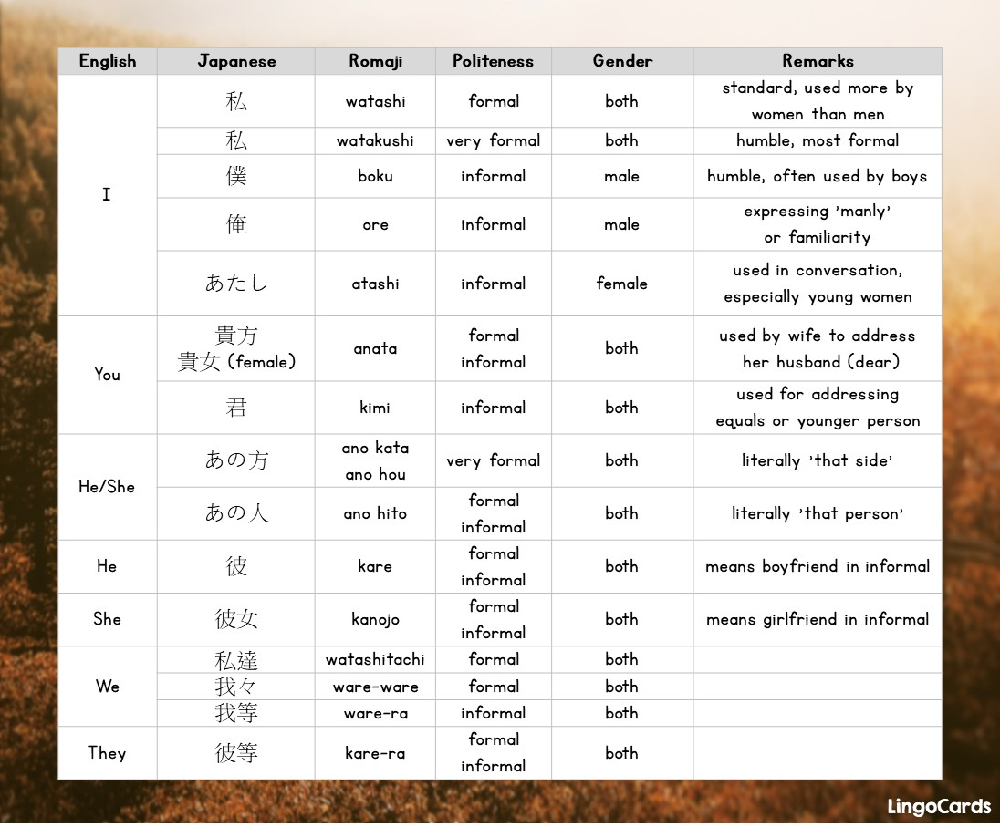 English Japanese Romaji Politeness Gender Remarks
I
私 watashi formal both standard, used more by
women than men
私 watakushi very formal both humble, most formal
僕 boku informal male humble, often used by boys
俺 ore informal male expressing 'manly'
or familiarity
あたし atashi informal female used in conversation,
especially young women
You
貴方
貴女 (female)
anata
formal
informal
both
used by wife to address
her husband (dear)
君 kimi informal both used for addressing
equals or younger person
He/She
あの方
ano kata
ano hou
very formal both literally 'that side'
あの人 ano hito
formal
informal
both literally 'that person'
He 彼 kare
formal
informal
both means boyfriend in informal
She 彼女 kanojo
formal
informal
both means girlfriend in informal
We
私達 watashitachi formal both
我々 ware-ware formal both
我等 ware-ra informal both
They 彼等 kare-ra
formal
informal
both
LingoCards